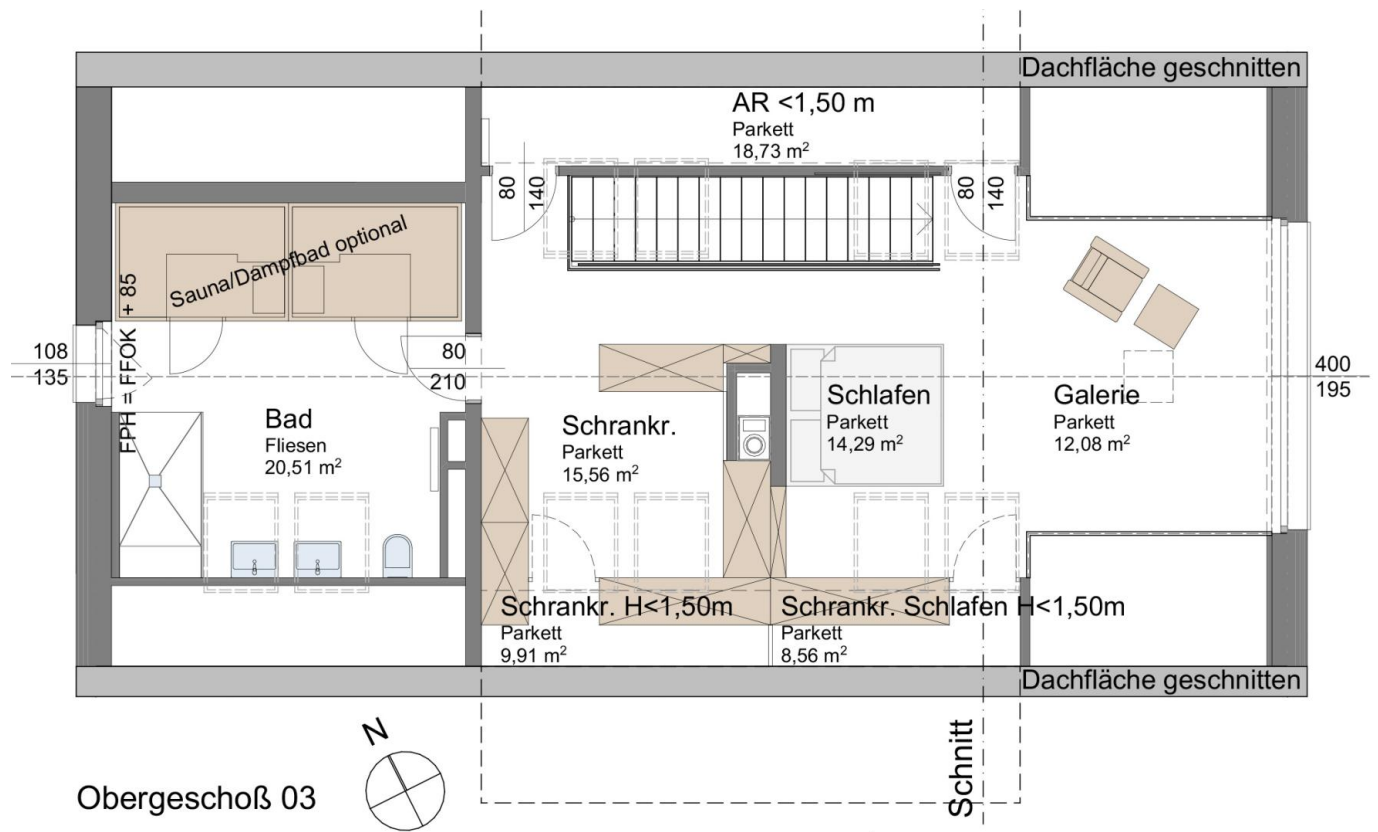 Dachfläche geschnitten
AR <1,50 m
Parkett
18,73 m²
80
140
80
140
Sauna/Dampfbad optional
FPH = FFOK + 85
108
135
80
210
400
195
Bad
Fliesen
20,51 m²
Schrankr.
Parkett
15,56 m²
Schlafen
Parkett
14,29 m²
Galerie
Parkett
12,08 m²
Schrankr. H<1,50m
Parkett
9,91 m²
Schrankr. Schlafen H<1,50m
Parkett
8,56 m²
Dachfläche geschnitten
N
Schnitt
Obergeschoß 03